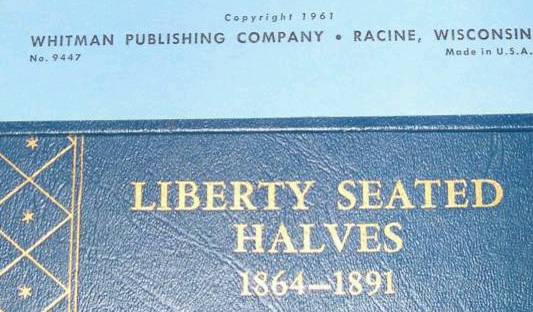 Copyright 1961
WHITMAN PUBLISHING COMPANY • RACINE, WISCONSIN
No. 9447
Made in U.S.A.
LIBERTY SEATED
HALVES
1864—1891